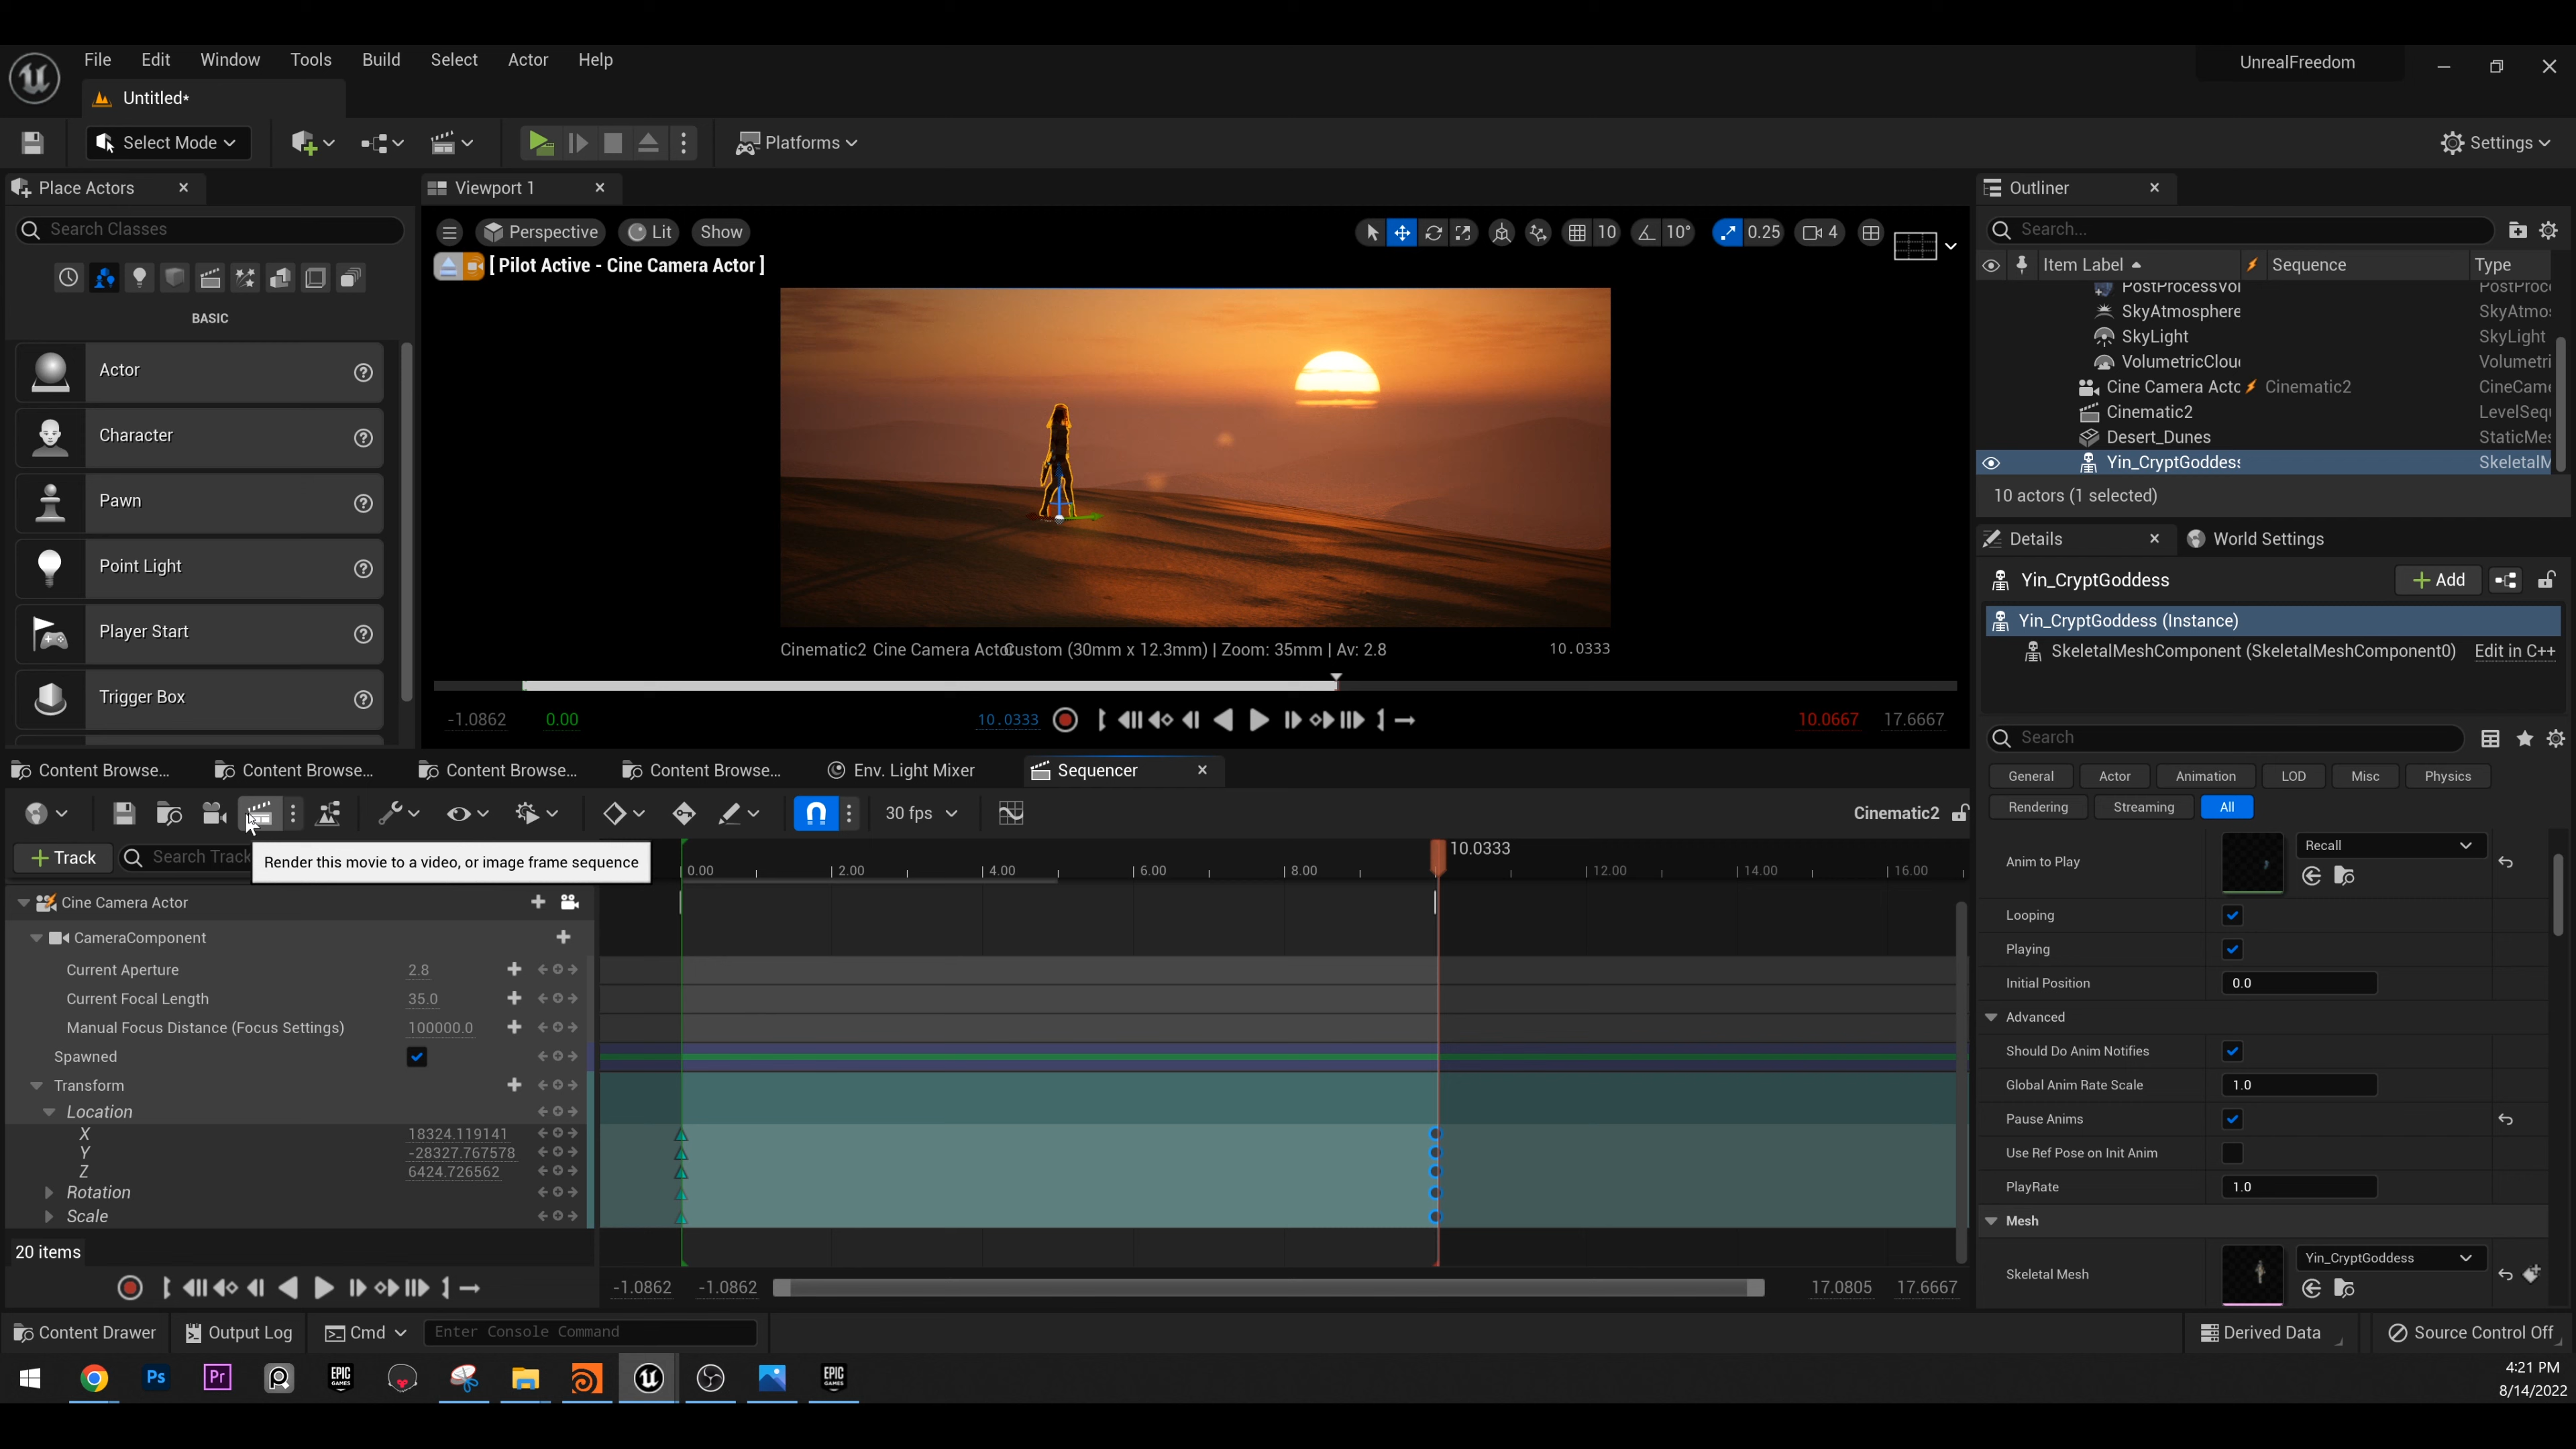 File Edit Window Tools Build Select Actor Help
UnrealFreedom
Untitled*
Select Mode
Platforms
Settings
Place Actors
Viewport 1
Outliner
Search Classes
Perspective Lit Show
10 10° 0.25 4
Search...
[ Pilot Active - Cine Camera Actor ]
Item Label Sequence Type
BASIC
PostProcessVol PostProc
SkyAtmosphere SkyAtmo
SkyLight SkyLight
VolumetricClou Volumetri
Cine Camera Acto Cinematic2 CineCame
Cinematic2 LevelSeq
Desert_Dunes StaticMes
Yin_CryptGoddess SkeletalM
10 actors (1 selected)
Actor
Character
Pawn
Point Light
Player Start
Trigger Box
Details World Settings
Yin_CryptGoddess
Add
Yin_CryptGoddess (Instance)
SkeletalMeshComponent (SkeletalMeshComponent0) Edit in C++
Cinematic2 Cine Camera Actor Custom (30mm x 12.3mm) | Zoom: 35mm | Av: 2.8 10.0333
-1.0862 0.00 10.0333 10.0667 17.6667
Search
General Actor Animation LOD Misc Physics
Rendering Streaming All
Content Browse... Content Browse... Content Browse... Content Browse... Env. Light Mixer Sequencer
30 fps
Cinematic2
Track
Search Track
Render this movie to a video, or image frame sequence
10.0333
0.00 2.00 4.00 6.00 8.00 12.00 14.00 16.00
Cine Camera Actor
CameraComponent
Current Aperture 2.8
Current Focal Length 35.0
Manual Focus Distance (Focus Settings) 100000.0
Spawned
Transform
Location
X 18324.119141
Y -28327.767578
Z 6424.726562
Rotation
Scale
20 items
-1.0862 -1.0862 17.0805 17.6667
Anim to Play Recall
Looping
Playing
Initial Position 0.0
Advanced
Should Do Anim Notifies
Global Anim Rate Scale 1.0
Pause Anims
Use Ref Pose on Init Anim
PlayRate 1.0
Mesh
Skeletal Mesh Yin_CryptGoddess
Content Drawer Output Log Cmd Enter Console Command
Derived Data Source Control Off
Ps Pr EPIC GAMES EPIC GAMES
4:21 PM
8/14/2022